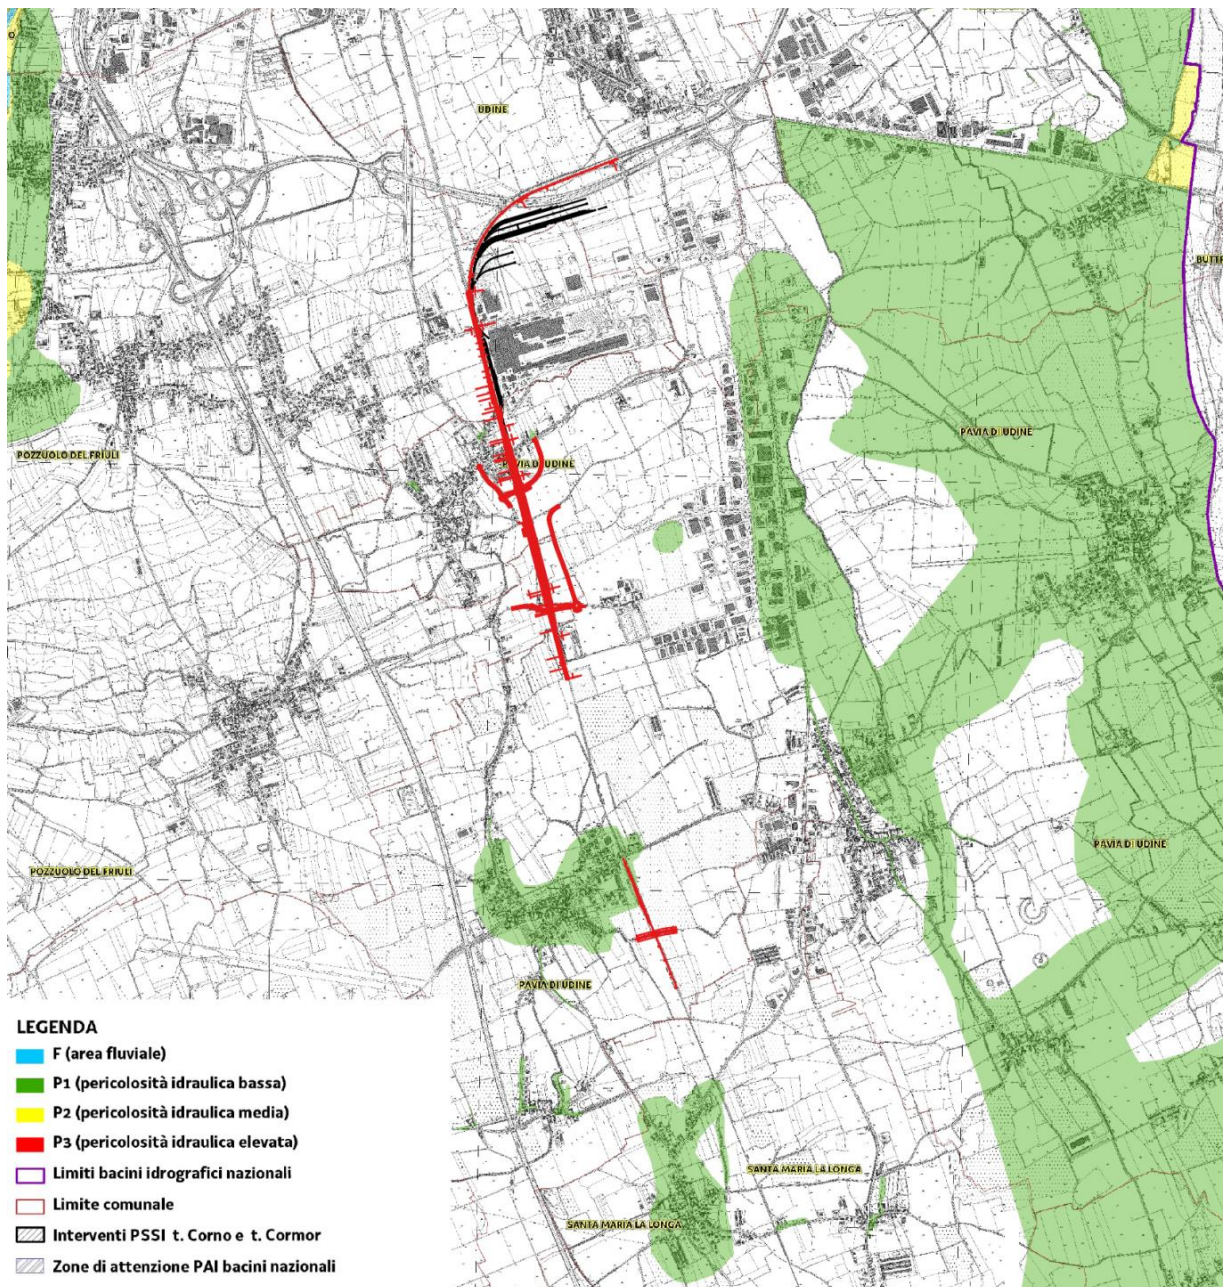 UDINE
BUTTR
POZZUOLO DEL FRIULI
PAVIA DI UDINE
PAVIA DI UDINE
POZZUOLO DEL FRIULI
PAVIA DI UDINE
PAVIA DI UDINE
SANTA MARIA LA LONGA
SANTA MARIA LA LONGA
LEGENDA
F (area fluviale)
P1 (pericolosità idraulica bassa)
P2 (pericolosità idraulica media)
P3 (pericolosità idraulica elevata)
Limiti bacini idrografici nazionali
Limite comunale
Interventi PSSI t. Corno e t. Cormor
Zone di attenzione PAI bacini nazionali